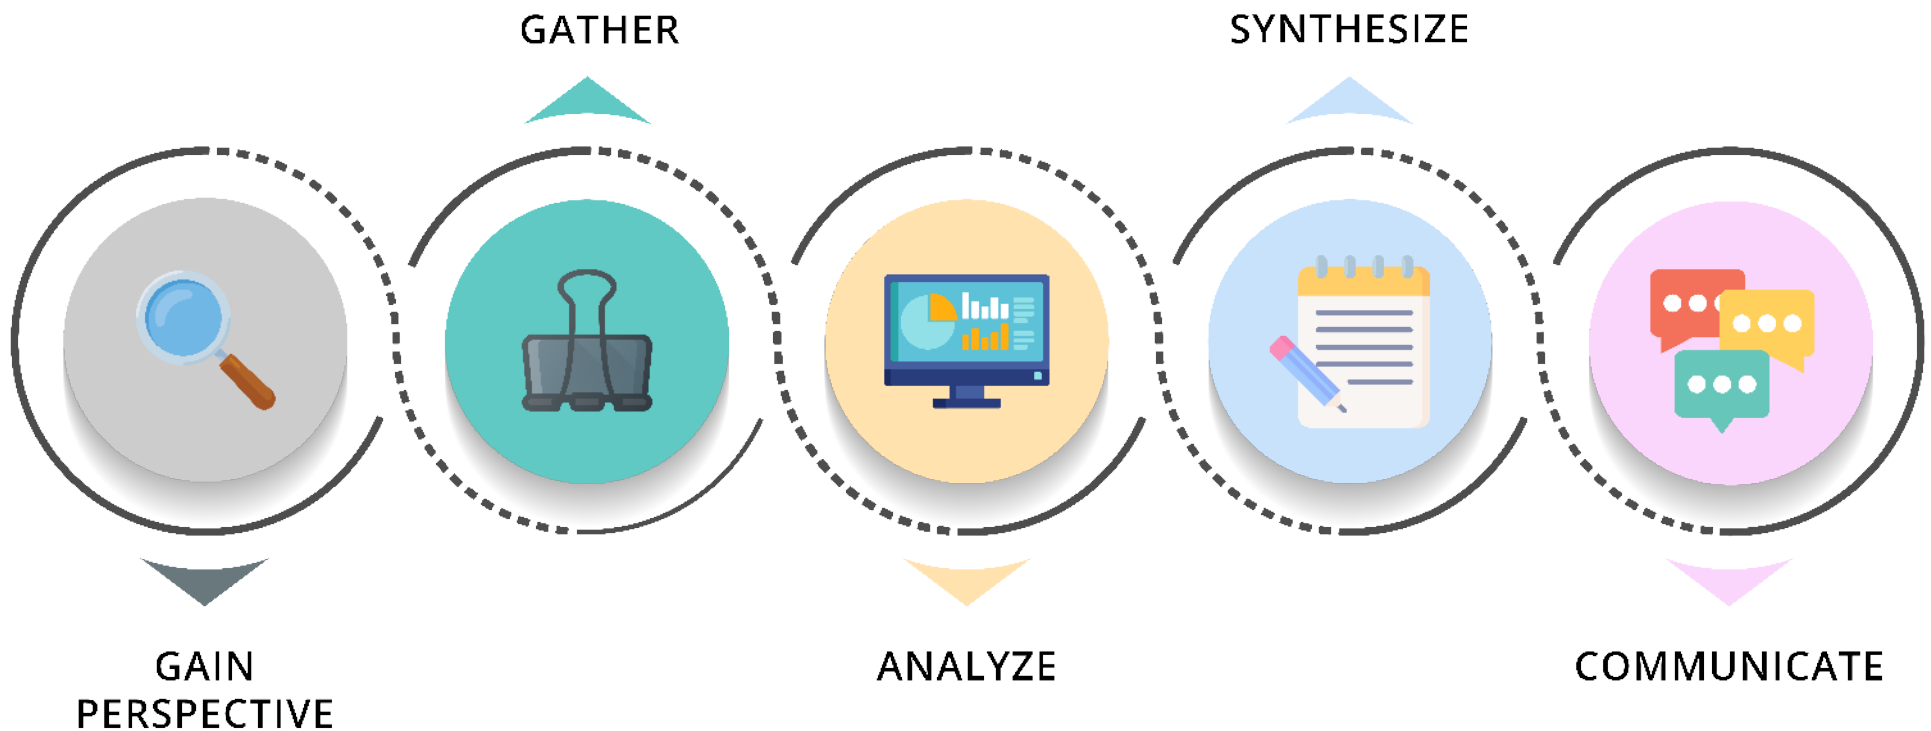 GATHER
SYNTHESIZE
GAIN
PERSPECTIVE
ANALYZE
COMMUNICATE